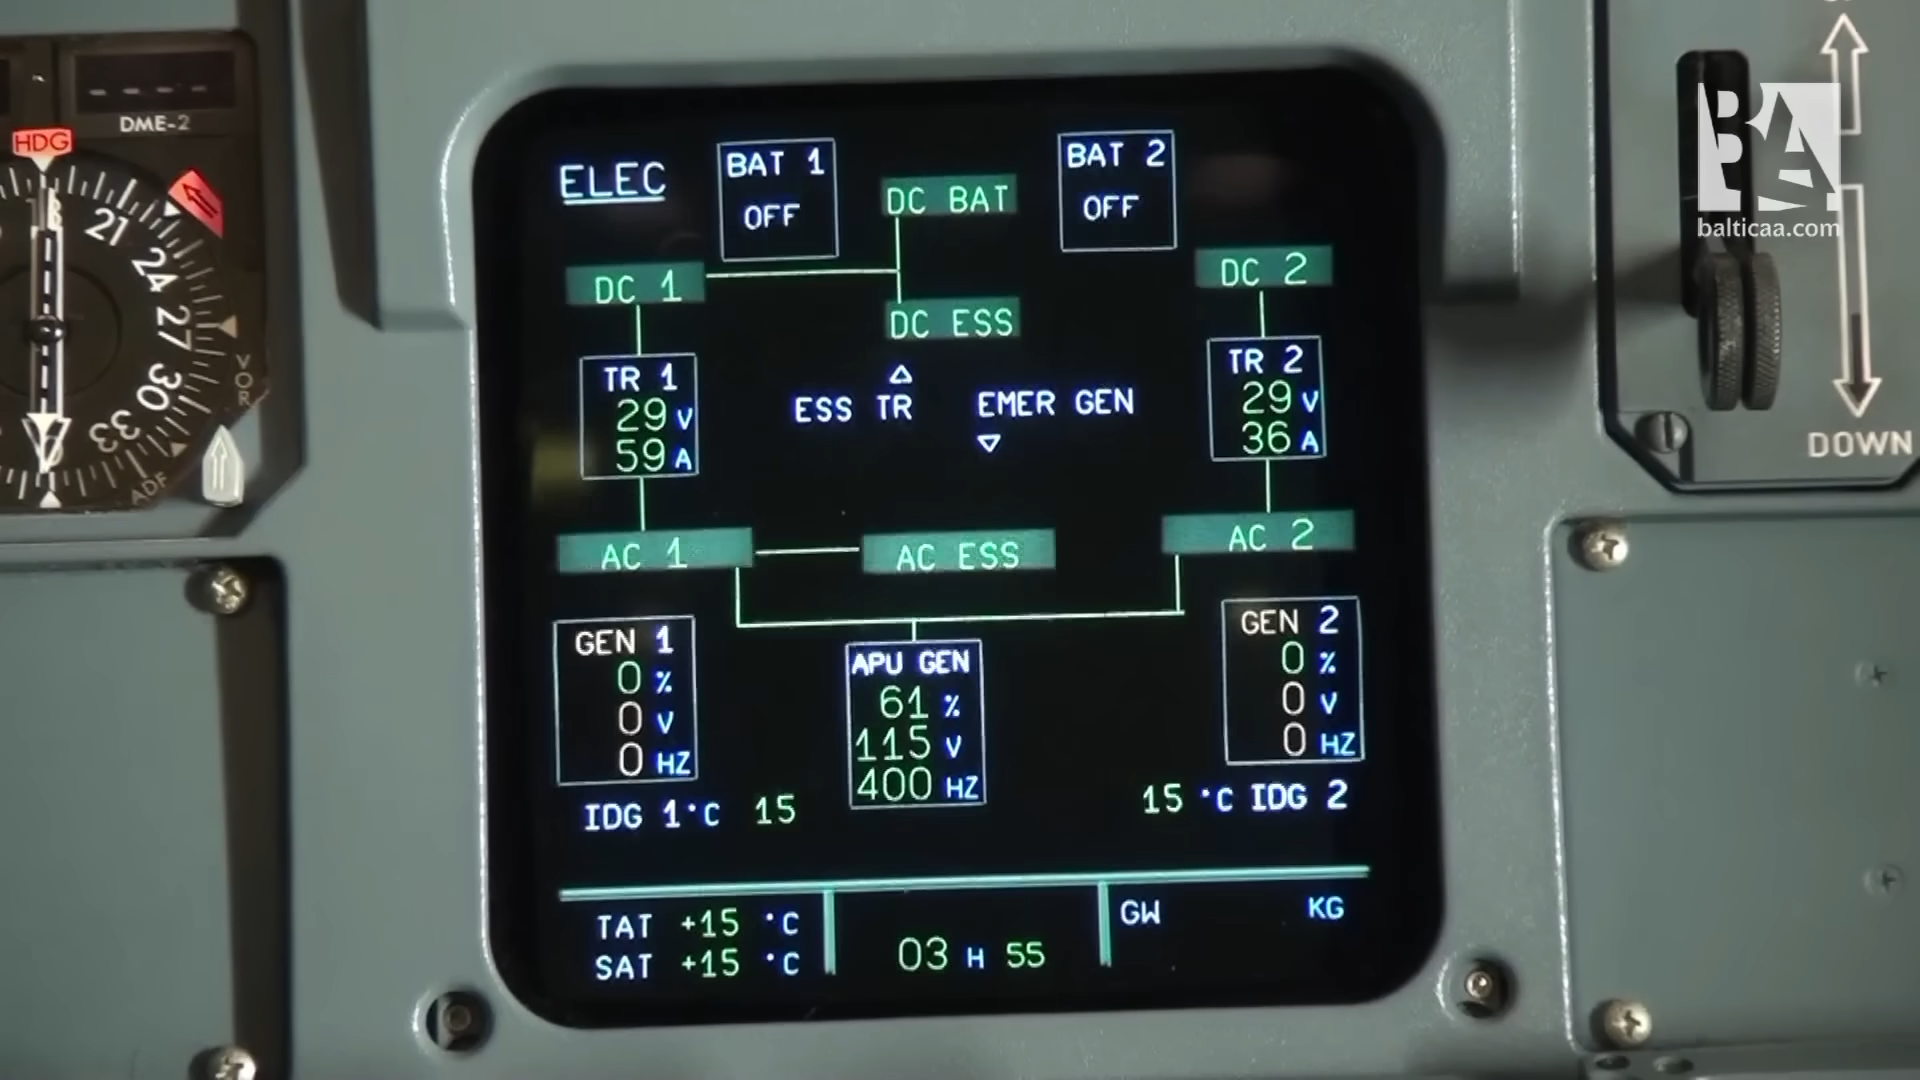 DME-2
HDG
21
24
27
30
33
VOR
ADF
ELEC
BAT 1
OFF
DC BAT
BAT 2
OFF
DC 1
DC 2
DC ESS
TR 1
29 V
59 A
ESS TR
EMER GEN
TR 2
29 V
36 A
AC 1
AC ESS
AC 2
GEN 1
0 %
0 V
0 HZ
APU GEN
61 %
115 V
400 HZ
GEN 2
0 %
0 V
0 HZ
IDG 1 °C 15
15 °C IDG 2
TAT +15 °C
SAT +15 °C
03 H 55
GW KG
BA
balticaa.com
DOWN